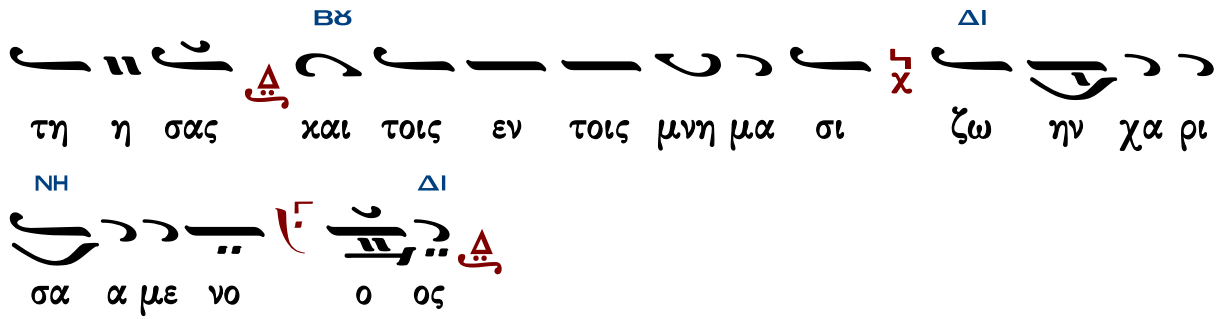 ΒȢ ΔΙ
τη η σας Δ και τοις εν τοις μνη μα σι χ ζω ην χα ρι
ΝΗ ΔΙ
σα α με νο ο ος Δ